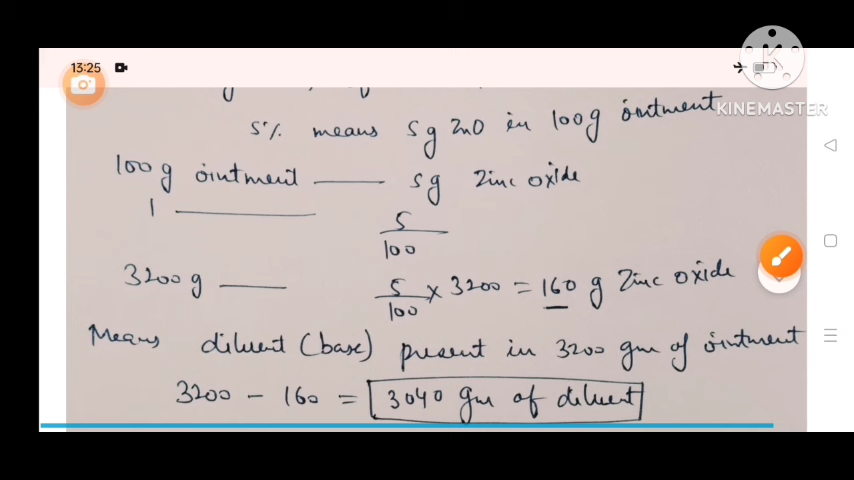 13:25
KINEMASTER
5% means 5g ZnO in 100g ointment
100g ointment —— 5g Zinc oxide
1 ——— 5/100
3200g —— 5/100 × 3200 = 160 g Zinc oxide
Means diluent (base) present in 3200 gm of ointment
3200 - 160 = 3040 gm of diluent